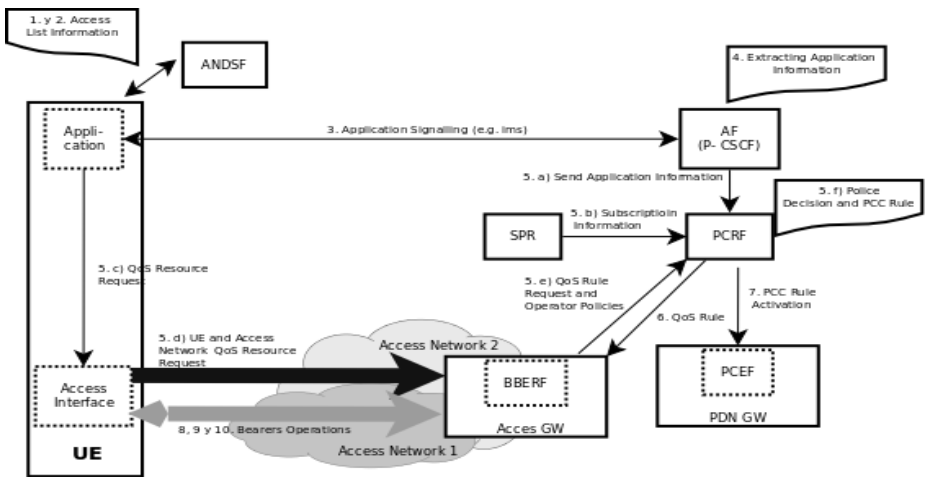 1. y 2. Access
List Information
ANDSF
4. Extracting Application
Information
Appli-
cation
3. Application Signalling (e.g. ims)
AF
(P- CSCF)
5. a) Send Application Information
5. f) Police
Decision and PCC Rule
5. b) Subscriptioin
Information
SPR
PCRF
5. c) QoS Resource
Request
5. e) QoS Rule
Request and
Operator Policies
7. PCC Rule
Activation
6. QoS Rule
5. d) UE and Access
Network QoS Resource
Request
Access Network 2
Access
Interface
BBERF
PCEF
PDN GW
8, 9 y 10. Bearers Operations
Acces GW
Access Network 1
UE